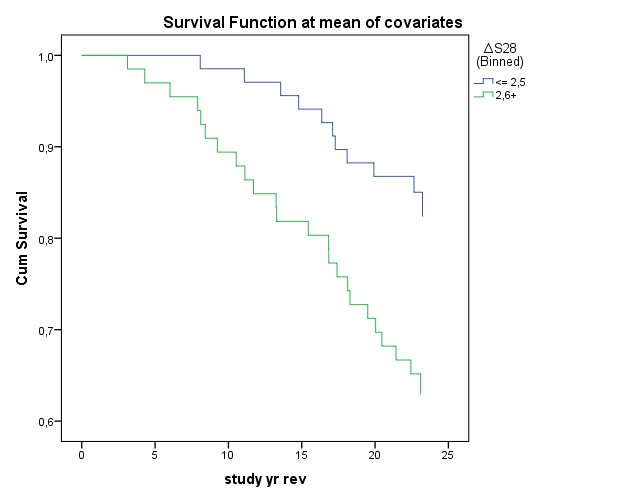 Survival Function at mean of covariates
ΔS28
(Binned)
<= 2,5
2,6+
1,0
0,9
0,8
0,7
0,6
Cum Survival
0
5
10
15
20
25
study yr rev